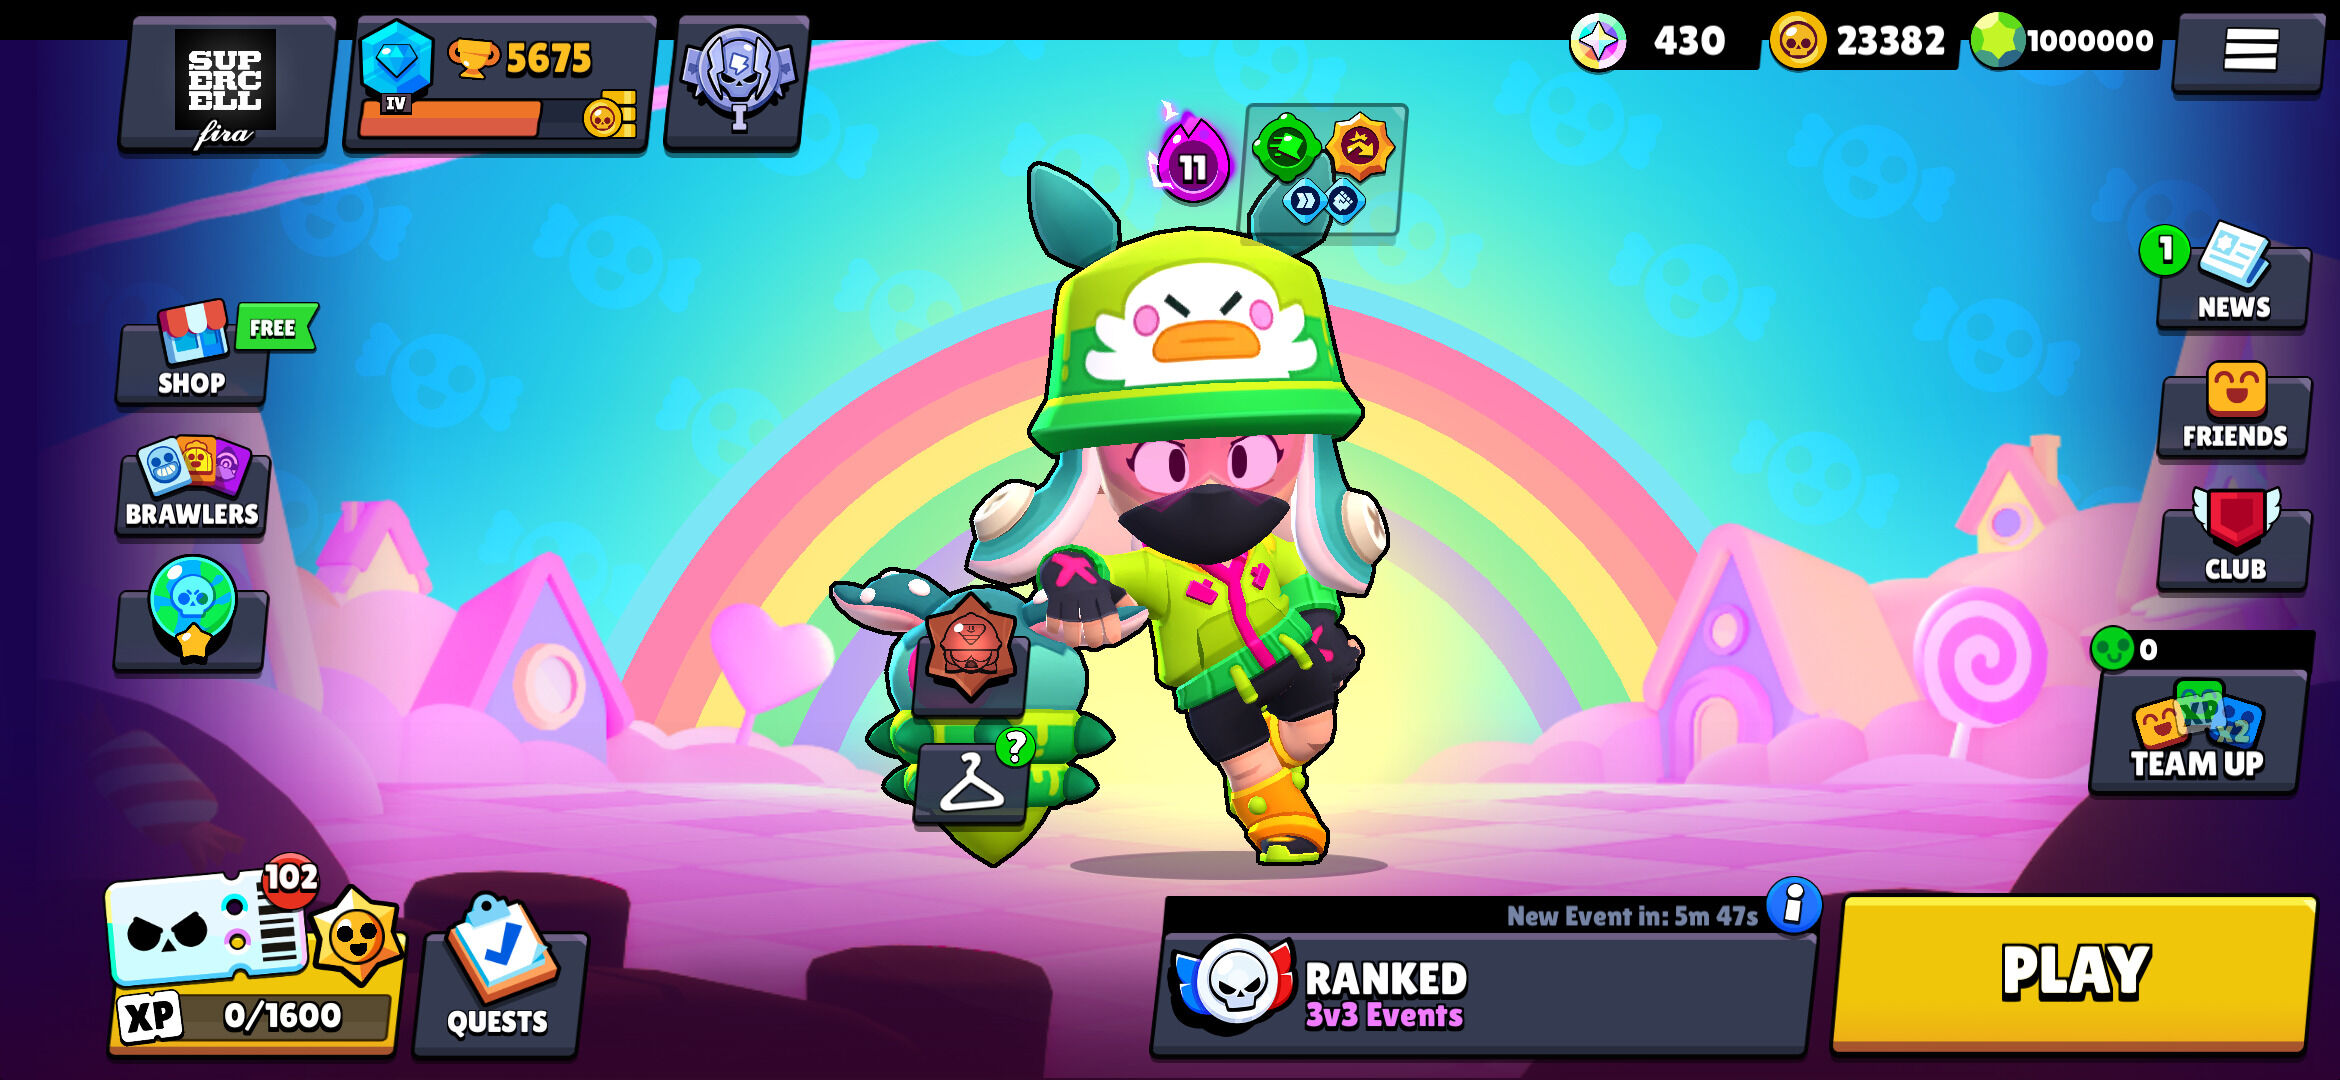 SUP
ERC
ELL
fira
IV
5675
I
430
23382
1000000
11
FREE
SHOP
BRAWLERS
1
NEWS
FRIENDS
CLUB
0
XP
x2
TEAM UP
?
102
XP
0/1600
QUESTS
New Event in: 5m 47s
i
RANKED
3v3 Events
PLAY